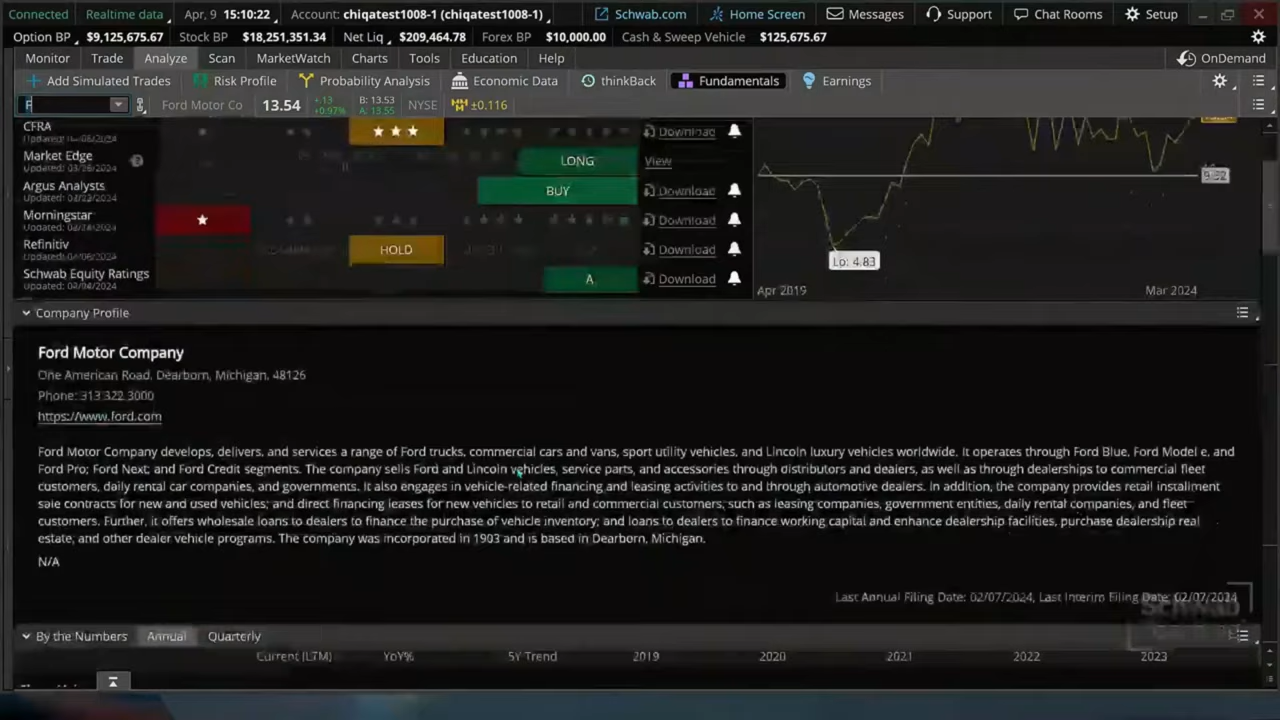 Connected Realtime data Apr, 9 15:10:22 Account: chiqatest1008-1 (chiqatest1008-1) Schwab.com Home Screen Messages Support Chat Rooms Setup
Option BP $9,125,675.67 Stock BP $18,251,351.34 Net Liq $209,464.78 Forex BP $10,000.00 Cash & Sweep Vehicle $125,675.67
Monitor Trade Analyze Scan MarketWatch Charts Tools Education Help OnDemand
Add Simulated Trades Risk Profile Probability Analysis Economic Data thinkBack Fundamentals Earnings
F Ford Motor Co 13.54 +.13 +0.97% B: 13.53 A: 13.55 NYSE ±0.116
CFRA Download
Market Edge LONG View
Argus Analysts BUY Download
Morningstar Download
Refinitiv HOLD Download
Schwab Equity Ratings A Download
9.52
Lo: 4.83
Apr 2019 Mar 2024
Company Profile
Ford Motor Company
One American Road, Dearborn, Michigan, 48126
Phone: 313 322 3000
https://www.ford.com
Ford Motor Company develops, delivers, and services a range of Ford trucks, commercial cars and vans, sport utility vehicles, and Lincoln luxury vehicles worldwide. It operates through Ford Blue, Ford Model e, and
Ford Pro; Ford Next; and Ford Credit segments. The company sells Ford and Lincoln vehicles, service parts, and accessories through distributors and dealers, as well as through dealerships to commercial fleet
customers, daily rental car companies, and governments. It also engages in vehicle-related financing and leasing activities to and through automotive dealers. In addition, the company provides retail installment
sale contracts for new and used vehicles; and direct financing leases for new vehicles to retail and commercial customers, such as leasing companies, government entities, daily rental companies, and fleet
customers. Further, it offers wholesale loans to dealers to finance the purchase of vehicle inventory; and loans to dealers to finance working capital and enhance dealership facilities, purchase dealership real
estate, and other dealer vehicle programs. The company was incorporated in 1903 and is based in Dearborn, Michigan.
N/A
Last Annual Filing Date: 02/07/2024, Last Interim Filing Date: 02/07/2024
SCHWAB
By the Numbers Annual Quarterly
Current (LTM) YoY% 5Y Trend 2019 2020 2021 2022 2023